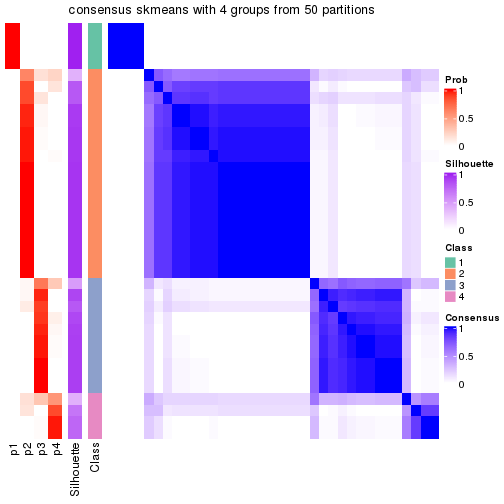 consensus skmeans with 4 groups from 50 partitions
Prob
1
0.5
0
Silhouette
1
0.5
0
Class
1
2
3
4
Consensus
1
0.5
0
p1
p2
p3
p4
Silhouette
Class